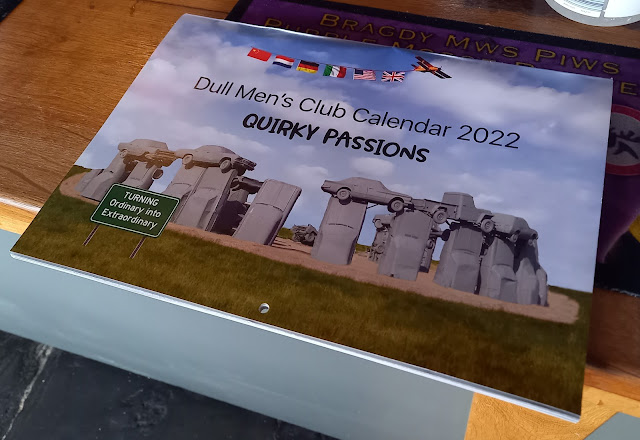 BRAGDY MWS PIWS
Dull Men's Club Calendar 2022
QUIRKY PASSIONS
TURNING
Ordinary into
Extraordinary